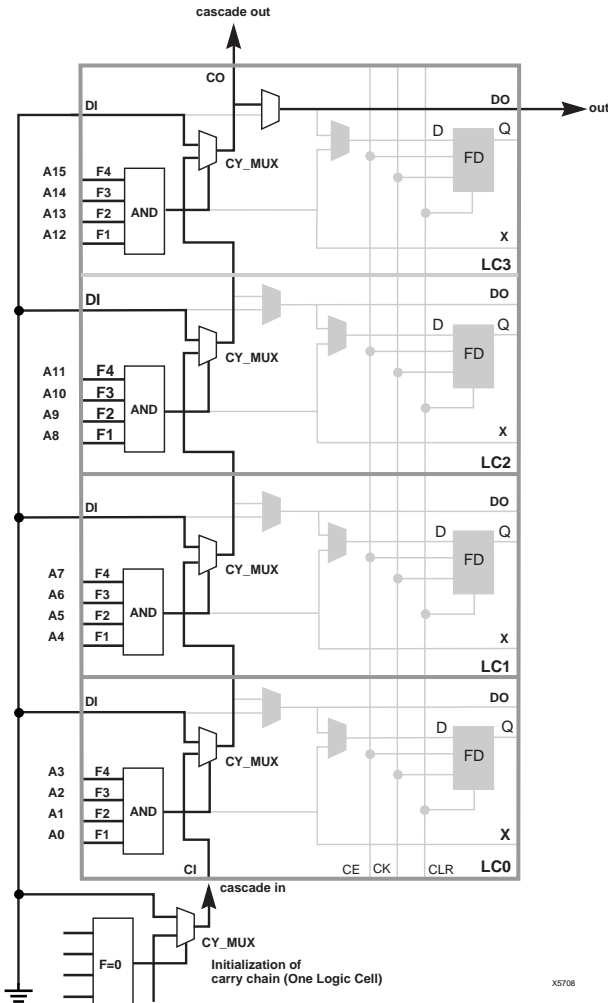 cascade out
CO
DI
DO
out
D
Q
FD
CY_MUX
A15 F4
A14 F3
A13 F2
A12 F1
AND
X
LC3
DI
DO
D
Q
FD
CY_MUX
A11 F4
A10 F3
A9 F2
A8 F1
AND
X
LC2
DI
DO
D
Q
FD
CY_MUX
A7 F4
A6 F3
A5 F2
A4 F1
AND
X
LC1
DI
DO
D
Q
FD
CY_MUX
A3 F4
A2 F3
A1 F2
A0 F1
AND
X
CI
CE CK CLR
LC0
cascade in
CY_MUX
F=0
Initialization of
carry chain (One Logic Cell)
X5708